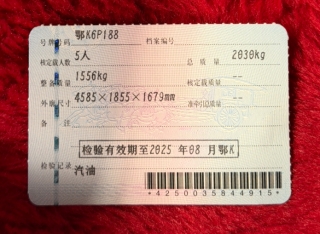 号牌号码 鄂K6P188 档案编号
核定载人数 5人 总质量 2030kg
整备质量 1556kg 核定载质量 --
外廓尺寸 4585×1855×1679mm 准牵引总质量 --
备注
检验有效期至2025 年08 月鄂K
检验记录
汽油
*4250035844915*